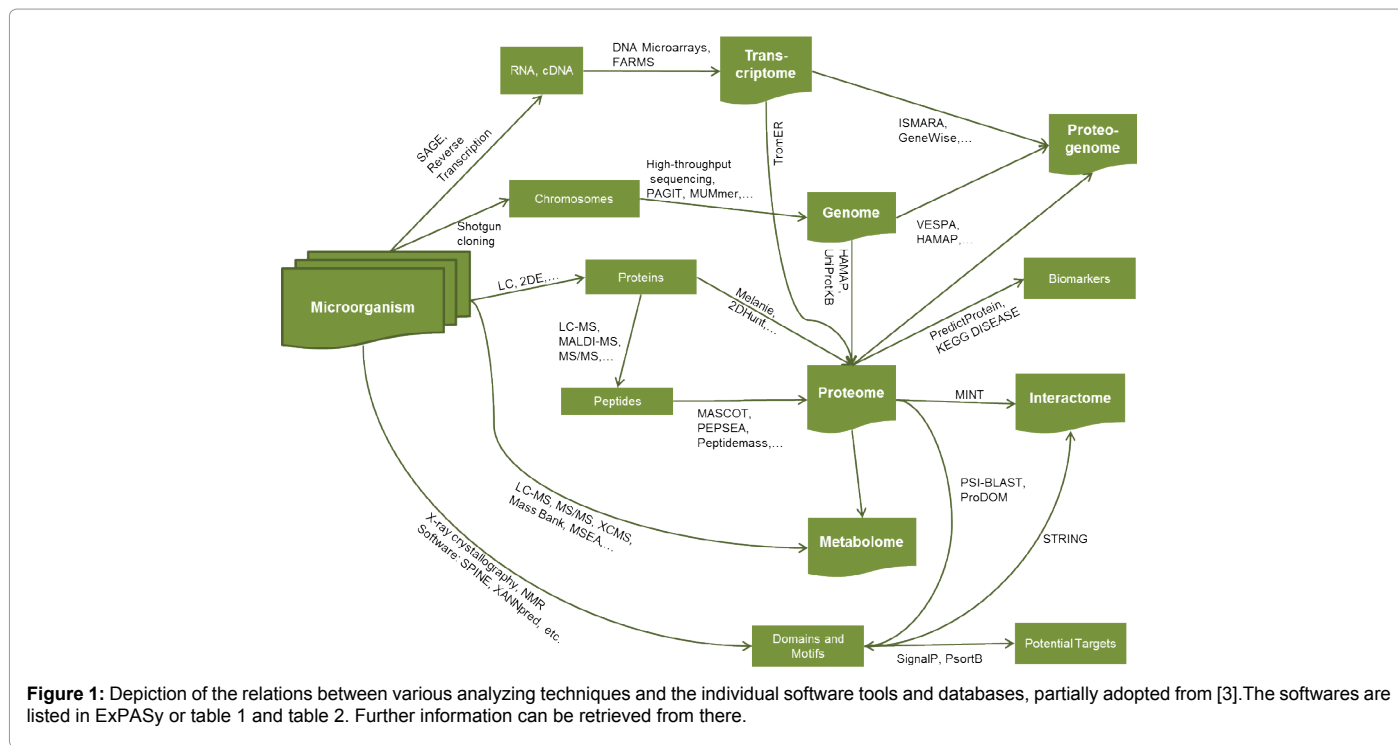 DNA Microarrays,
FARMS
Trans-
criptome
RNA, cDNA
SAGE,
Reverse
Transcription
TromER
ISMARA,
GeneWise,...
Proteo-
genome
High-throughput
sequencing,
PAGIT, MUMmer,...
Chromosomes
Genome
Shotgun
cloning
VESPA,
HAMAP,...
HAMAP,
UniProtKB
Microorganism
LC, 2DE,...
Proteins
Melanie,
2DHunt,...
Biomarkers
PredictProtein,
KEGG DISEASE
LC-MS,
MALDI-MS,
MS/MS,...
Peptides
MASCOT,
PEPSEA,
Peptidemass,...
Proteome
MINT
Interactome
PSI-BLAST,
ProDOM
LC-MS, MS/MS, XCMS,
Mass Bank, MSEA,...
Metabolome
STRING
X-ray crystallography, NMR
Software: SPINE, XANNpred, etc.
Domains and
Motifs
SignalP, PsortB
Potential Targets
Figure 1: Depiction of the relations between various analyzing techniques and the individual software tools and databases, partially adopted from [3].The softwares are
listed in ExPASy or table 1 and table 2. Further information can be retrieved from there.